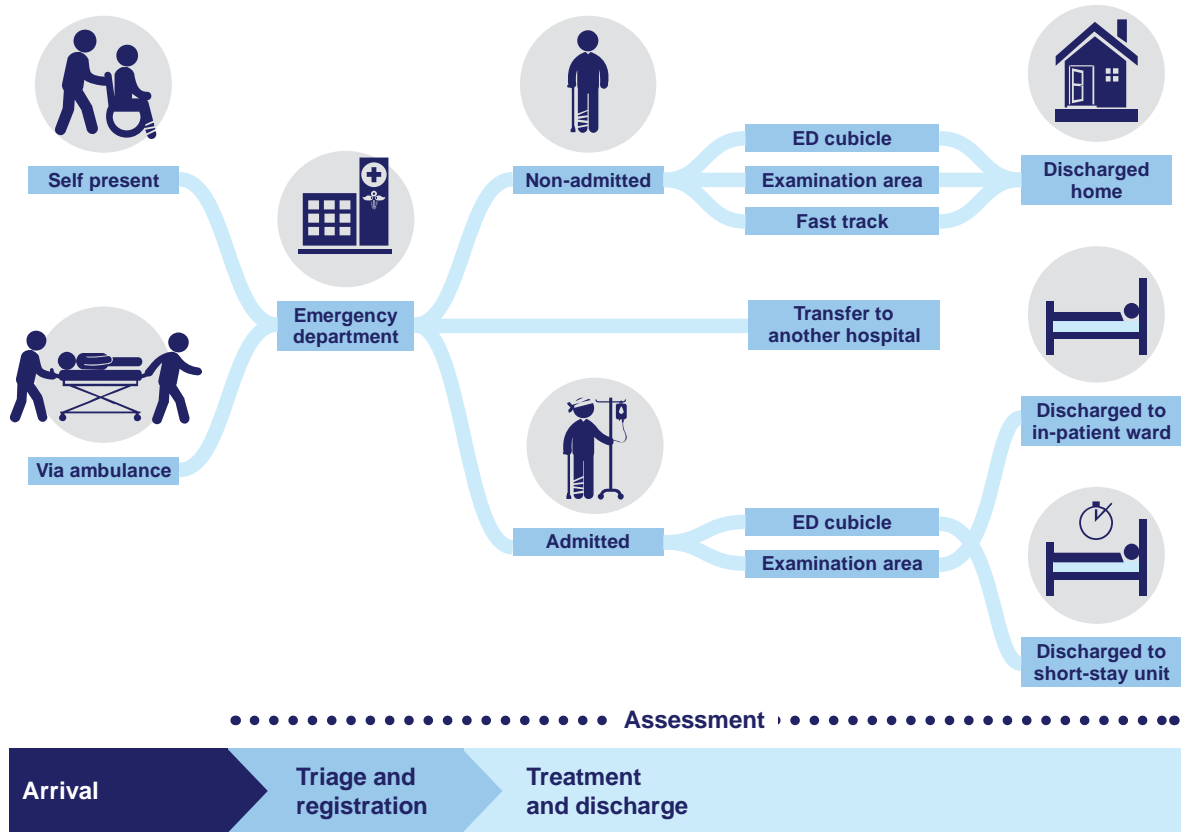 Self present
Via ambulance
Emergency
department
Non-admitted
ED cubicle
Examination area
Fast track
Discharged
home
Transfer to
another hospital
Admitted
ED cubicle
Examination area
Discharged to
in-patient ward
Discharged to
short-stay unit
Assessment
Arrival
Triage and
registration
Treatment
and discharge